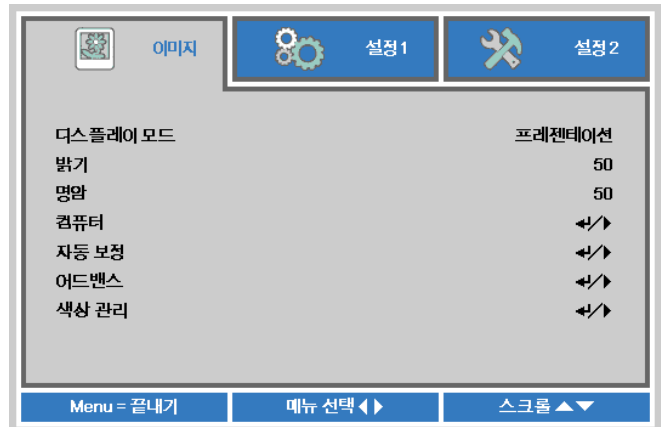 이미지 설정1 설정2
디스플레이 모드 프레젠테이션
밝기 50
명암 50
컴퓨터 ↵/▶
자동 보정 ↵/▶
어드밴스 ↵/▶
색상 관리 ↵/▶
Menu = 끝내기 메뉴 선택◀▶ 스크롤▲▼